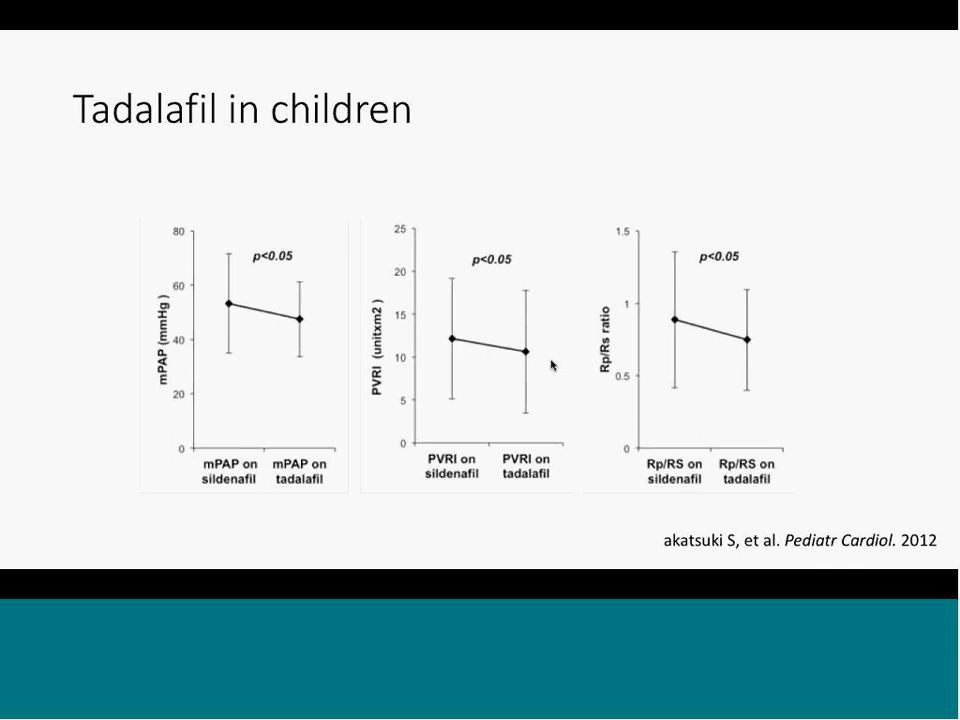 Tadalafil in children
80
60
40
20
0
mPAP (mmHg )
p<0.05
mPAP on sildenafil
mPAP on tadalafil
25
20
15
10
5
0
PVRI (unitxm2 )
p<0.05
PVRI on sildenafil
PVRI on tadalafil
1.5
1
0.5
0
Rp/Rs ratio
p<0.05
Rp/RS on sildenafil
Rp/RS on tadalafil
akatsuki S, et al. Pediatr Cardiol. 2012